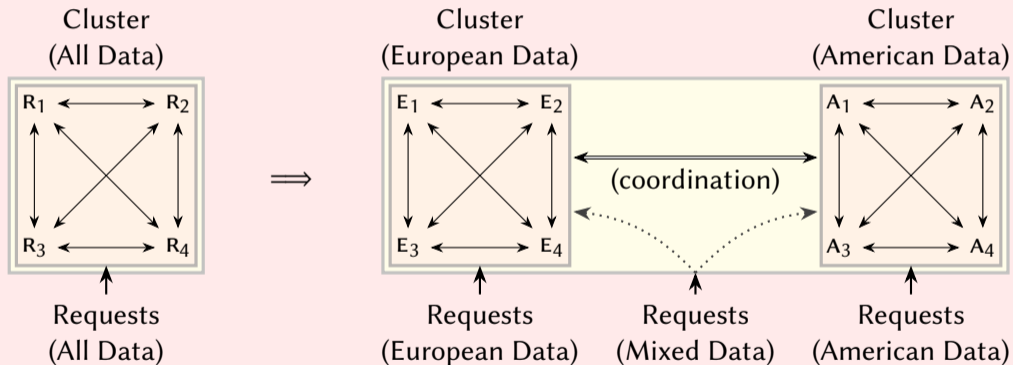 Cluster
(All Data)
R1 R2
R3 R4
Requests
(All Data)
⟹
Cluster
(European Data)
E1 E2
E3 E4
Requests
(European Data)
(coordination)
Requests
(Mixed Data)
Cluster
(American Data)
A1 A2
A3 A4
Requests
(American Data)